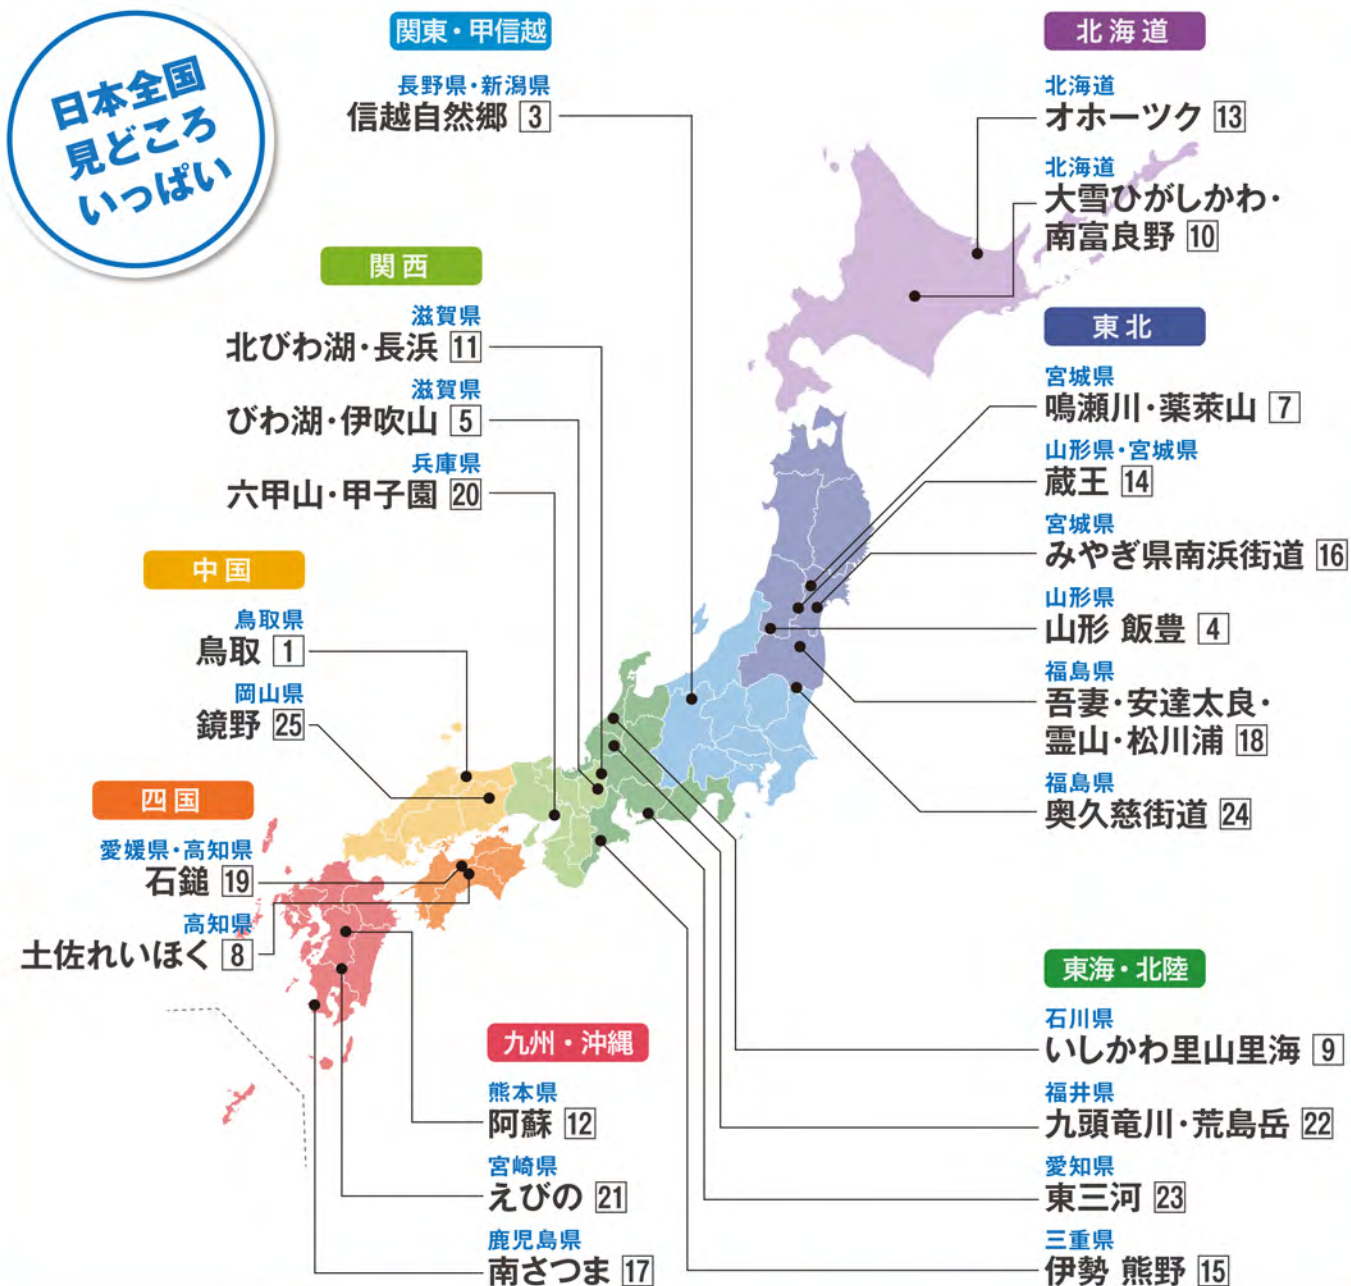 日本全国
見どころ
いっぱい
関東・甲信越
長野県・新潟県
信越自然郷 3
関西
滋賀県
北びわ湖・長浜 11
滋賀県
びわ湖・伊吹山 5
兵庫県
六甲山・甲子園 20
中国
鳥取県
鳥取 1
岡山県
鏡野 25
四国
愛媛県・高知県
石鎚 19
高知県
土佐れいほく 8
九州・沖縄
熊本県
阿蘇 12
宮崎県
えびの 21
鹿児島県
南さつま 17
北海道
北海道
オホーツク 13
北海道
大雪ひがしかわ・
南富良野 10
東北
宮城県
鳴瀬川・薬萊山 7
山形県・宮城県
蔵王 14
宮城県
みやぎ県南浜街道 16
山形県
山形 飯豊 4
福島県
吾妻・安達太良・
霊山・松川浦 18
福島県
奥久慈街道 24
東海・北陸
石川県
いしかわ里山里海 9
福井県
九頭竜川・荒島岳 22
愛知県
東三河 23
三重県
伊勢 熊野 15